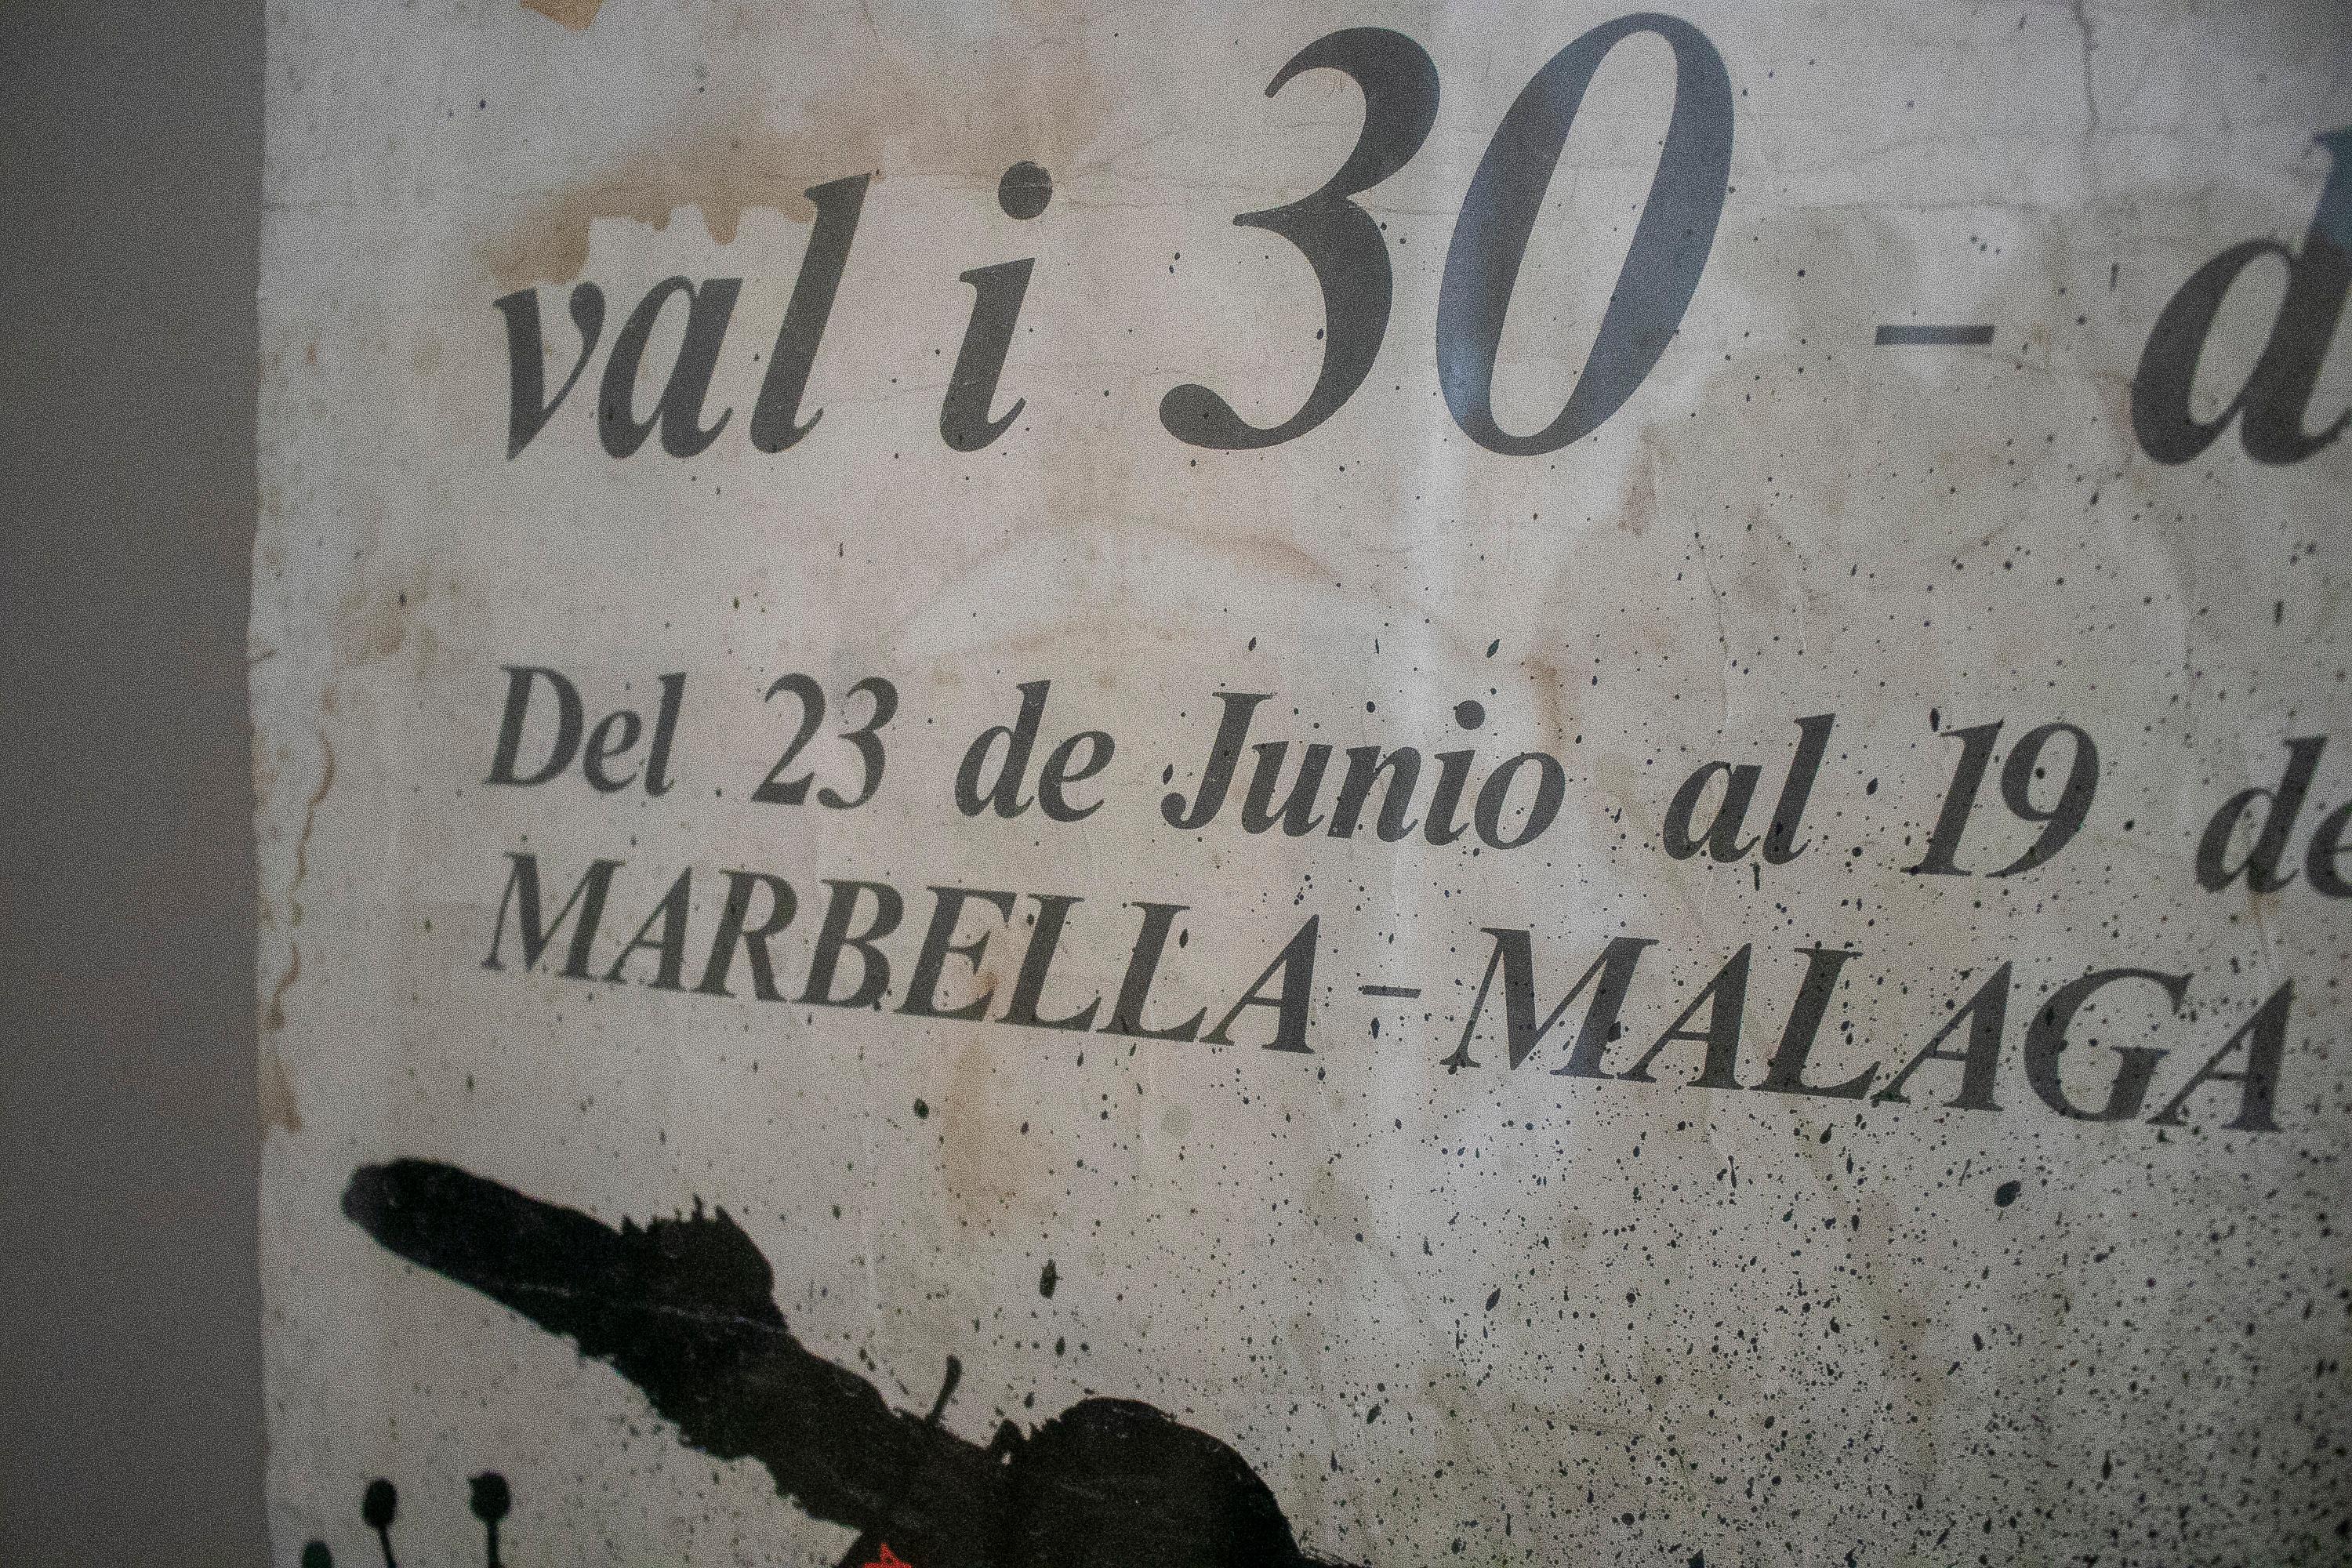 val i 30 - d
Del 23 de Junio al 19 de
MARBELLA - MALAGA